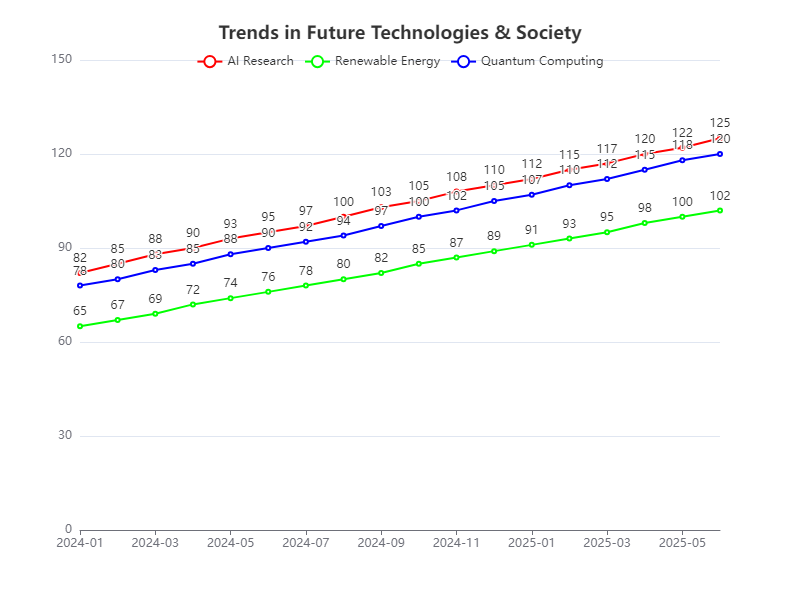 Trends in Future Technologies & Society
AI Research Renewable Energy Quantum Computing
150
120
90
60
30
0
82 85 88 90 93 95 97 100 103 105 108 110 112 115 117 120 122 125
78 80 83 85 88 90 92 94 97 100 102 105 107 110 112 115 118 120
65 67 69 72 74 76 78 80 82 85 87 89 91 93 95 98 100 102
2024-01 2024-03 2024-05 2024-07 2024-09 2024-11 2025-01 2025-03 2025-05